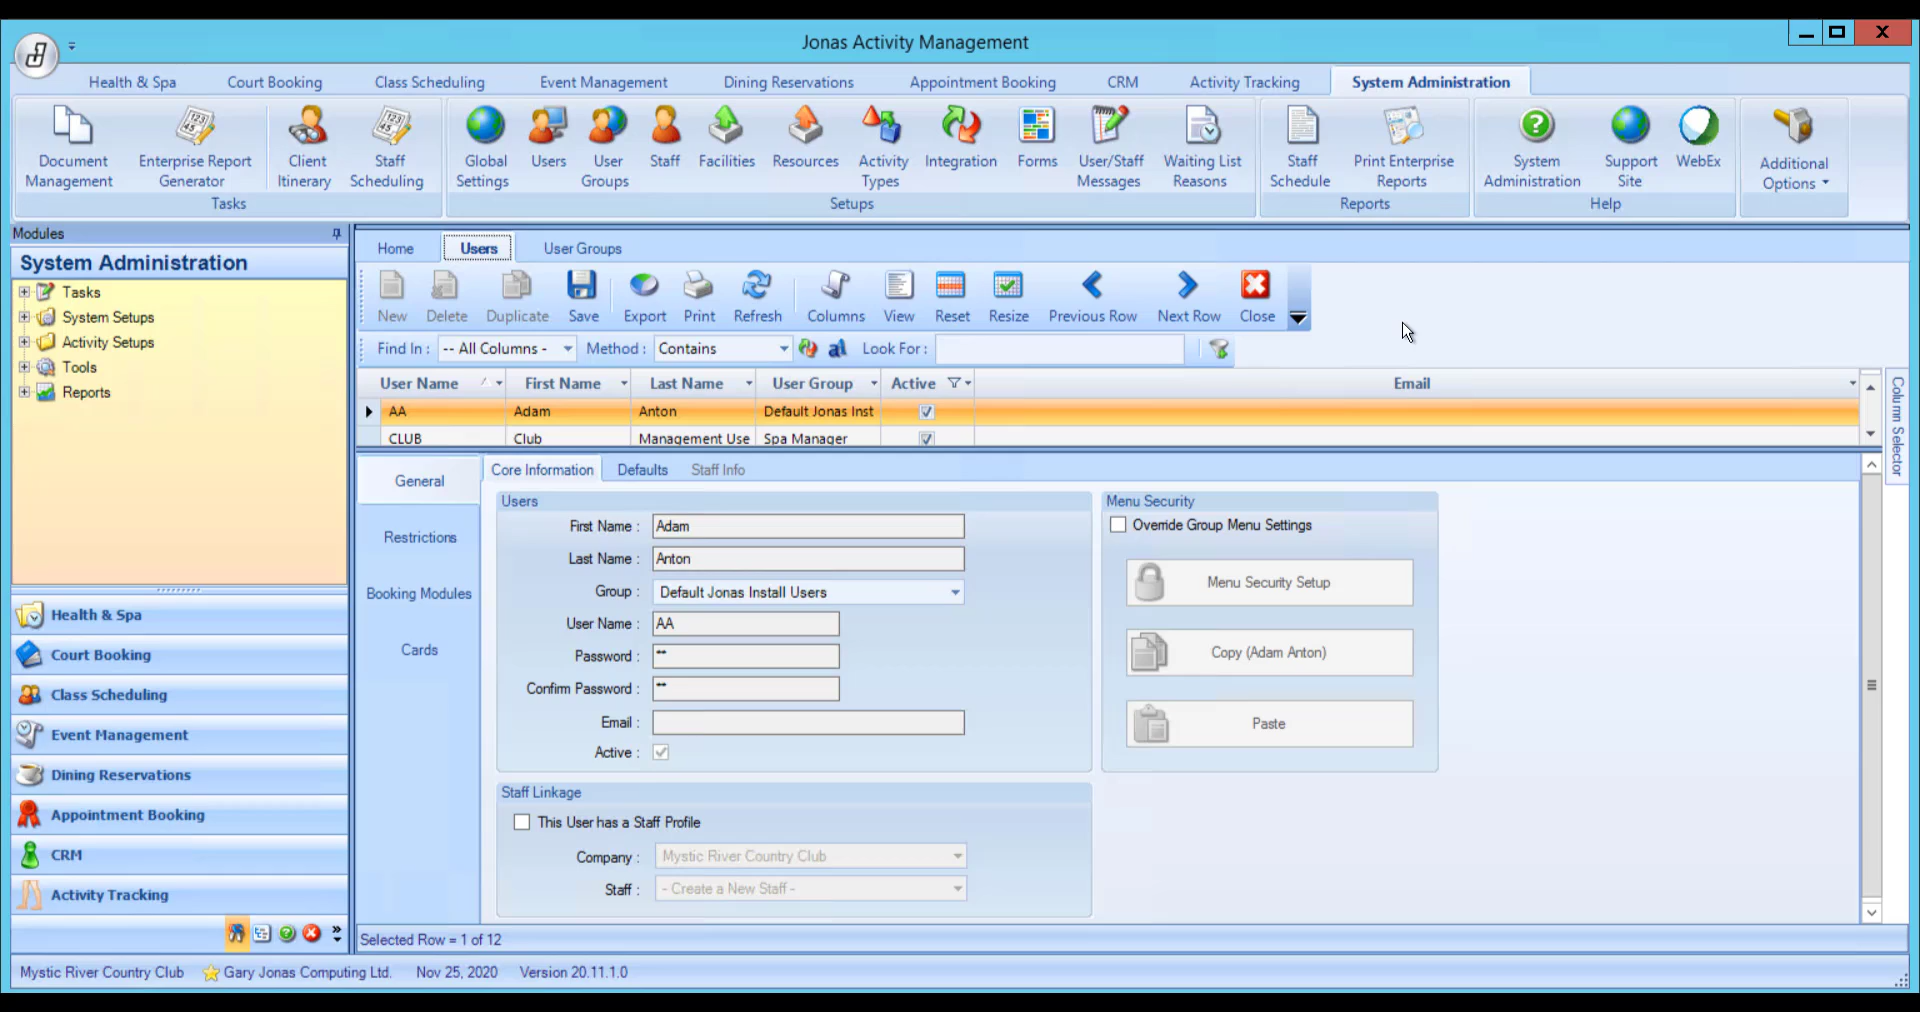 Jonas Activity Management
Health & Spa Court Booking Class Scheduling Event Management Dining Reservations Appointment Booking CRM Activity Tracking System Administration
Document Management Enterprise Report Generator Client Itinerary Staff Scheduling Global Settings Users User Groups Staff Facilities Resources Activity Types Integration Forms User/Staff Messages Waiting List Reasons Staff Schedule Print Enterprise Reports System Administration Support Site WebEx Additional Options
Tasks Setups Reports Help
Modules
System Administration
Tasks
System Setups
Activity Setups
Tools
Reports
Health & Spa
Court Booking
Class Scheduling
Event Management
Dining Reservations
Appointment Booking
CRM
Activity Tracking
Home Users User Groups
New Delete Duplicate Save Export Print Refresh Columns View Reset Resize Previous Row Next Row Close
Find In : -- All Columns - Method : Contains Look For :
User Name First Name Last Name User Group Active Email
AA Adam Anton Default Jonas Inst
CLUB Club Management Use Spa Manager
Column Selector
General
Restrictions
Booking Modules
Cards
Core Information Defaults Staff Info
Users
First Name : Adam
Last Name : Anton
Group : Default Jonas Install Users
User Name : AA
Password : **
Confirm Password : **
Email :
Active :
Menu Security
Override Group Menu Settings
Menu Security Setup
Copy (Adam Anton)
Paste
Staff Linkage
This User has a Staff Profile
Company : Mystic River Country Club
Staff : - Create a New Staff -
Selected Row = 1 of 12
Mystic River Country Club Gary Jonas Computing Ltd. Nov 25, 2020 Version 20.11.1.0